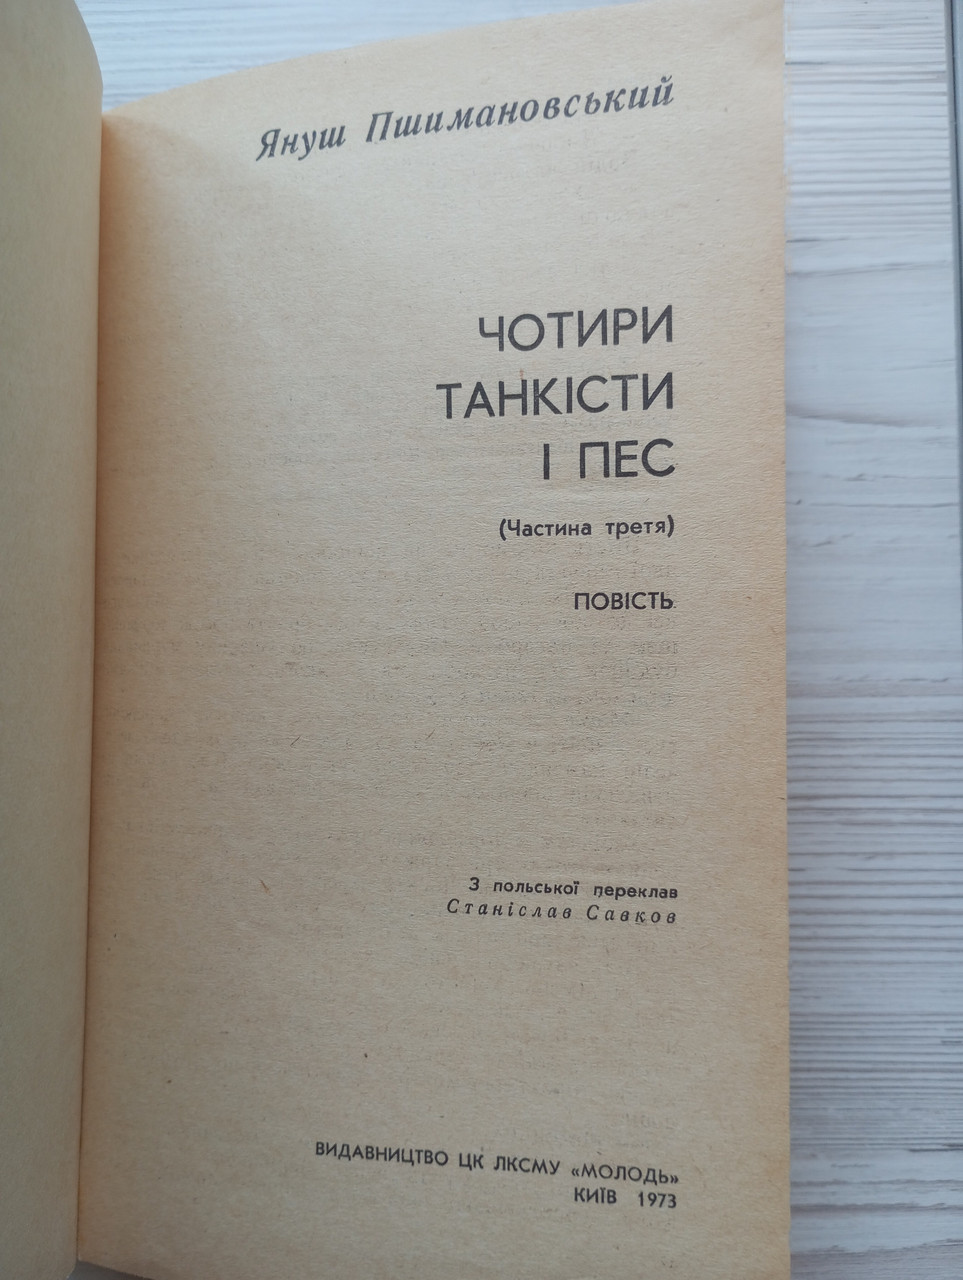 Януш Пшимановський
ЧОТИРИ
ТАНКІСТИ
І ПЕС
(Частина третя)
ПОВІСТЬ
З польської переклав
Станіслав Савков
ВИДАВНИЦТВО ЦК ЛКСМУ «МОЛОДЬ»
КИЇВ 1973